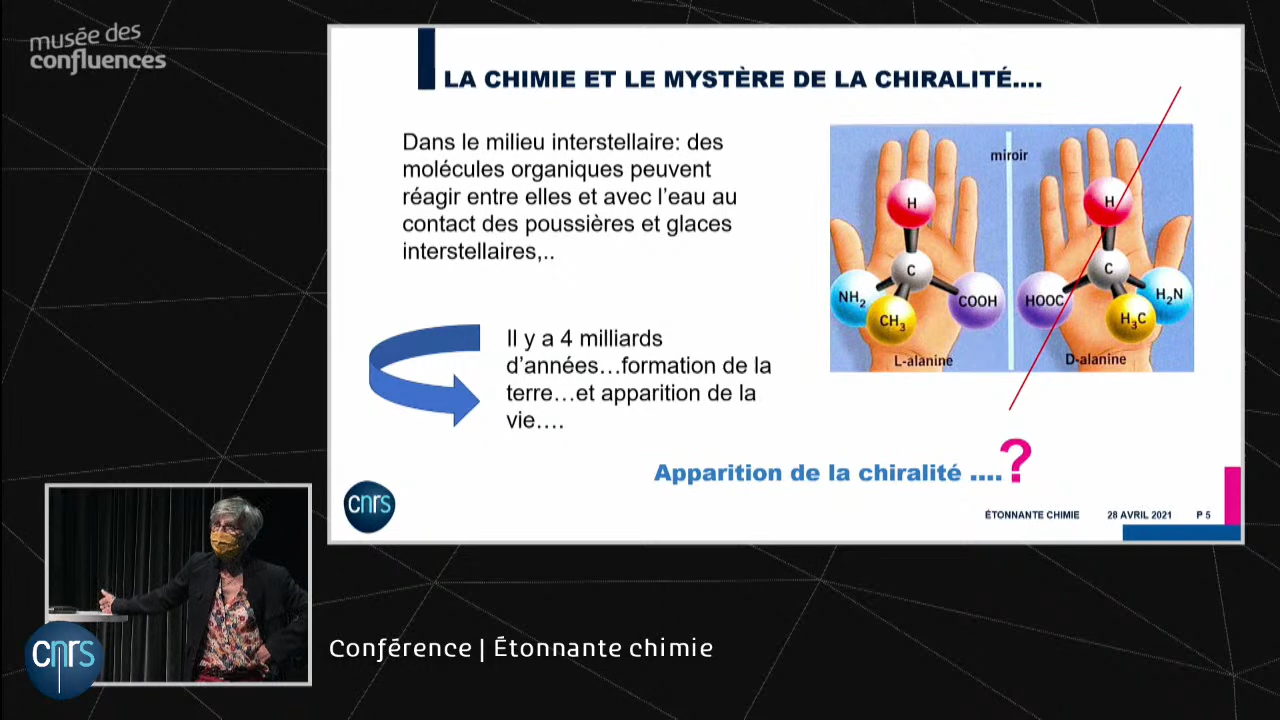 musée des
confluences
LA CHIMIE ET LE MYSTÈRE DE LA CHIRALITÉ....
Dans le milieu interstellaire: des
molécules organiques peuvent
réagir entre elles et avec l'eau au
contact des poussières et glaces
interstellaires,..
miroir
H
H
C
C
NH2
CH3
COOH
HOOC
H3C
H2N
L-alanine
D-alanine
Il y a 4 milliards
d'années…formation de la
terre…et apparition de la
vie….
Apparition de la chiralité ....?
cnrs
ÉTONNANTE CHIMIE 28 AVRIL 2021 P 5
cnrs
Conférence | Étonnante chimie